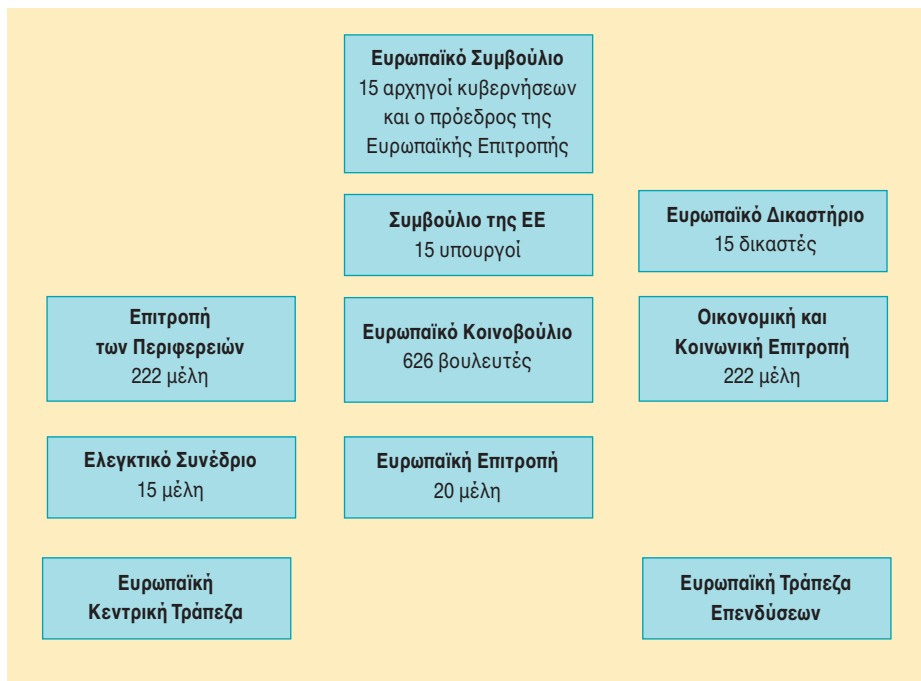 Ευρωπαϊκό Συμβούλιο
15 αρχηγοί κυβερνήσεων
και ο πρόεδρος της
Ευρωπαϊκής Επιτροπής
Συμβούλιο της ΕΕ
15 υπουργοί
Ευρωπαϊκό Δικαστήριο
15 δικαστές
Επιτροπή
των Περιφερειών
222 μέλη
Ευρωπαϊκό Κοινοβούλιο
626 βουλευτές
Οικονομική και
Κοινωνική Επιτροπή
222 μέλη
Ελεγκτικό Συνέδριο
15 μέλη
Ευρωπαϊκή Επιτροπή
20 μέλη
Ευρωπαϊκή
Κεντρική Τράπεζα
Ευρωπαϊκή Τράπεζα
Επενδύσεων